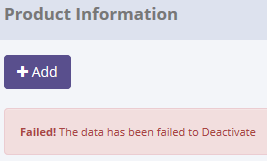 Product Information
+ Add
Failed! The data has been failed to Deactivate